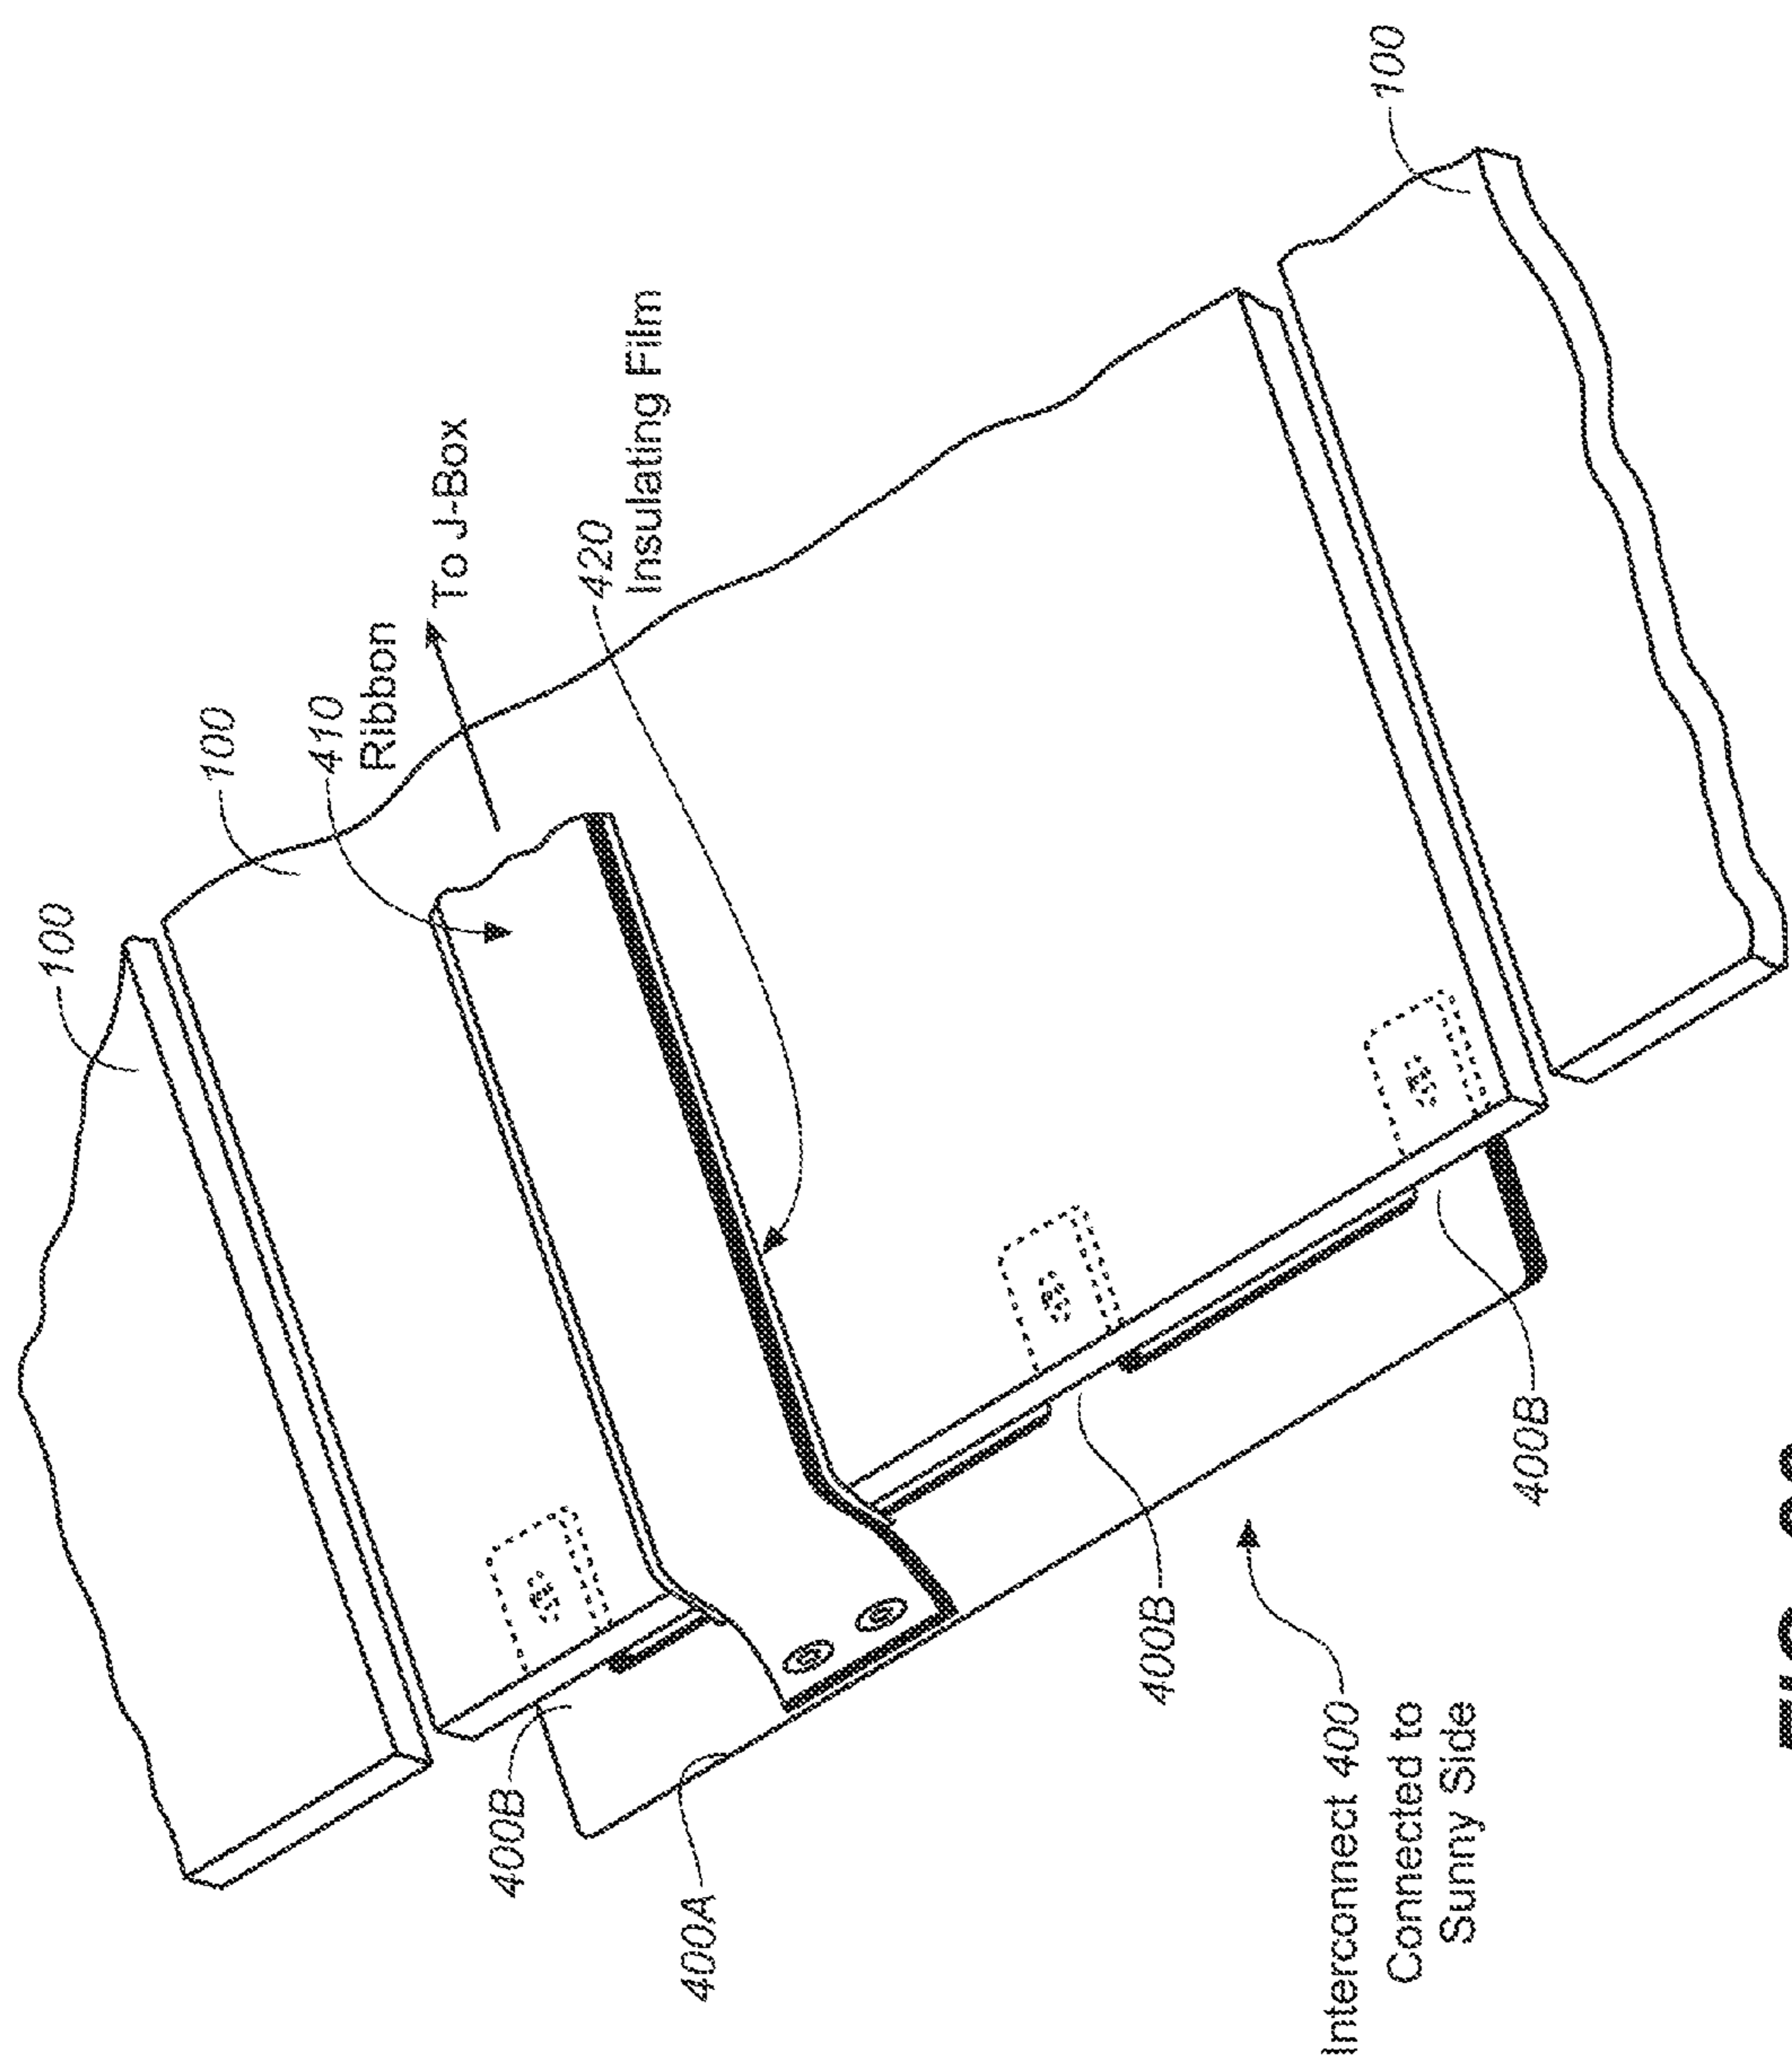 100
100
410
Ribbon
To J-Box
420
Insulating Film
400B
400A
400B
100
Interconnect 400
Connected to
Sunny Side
400B